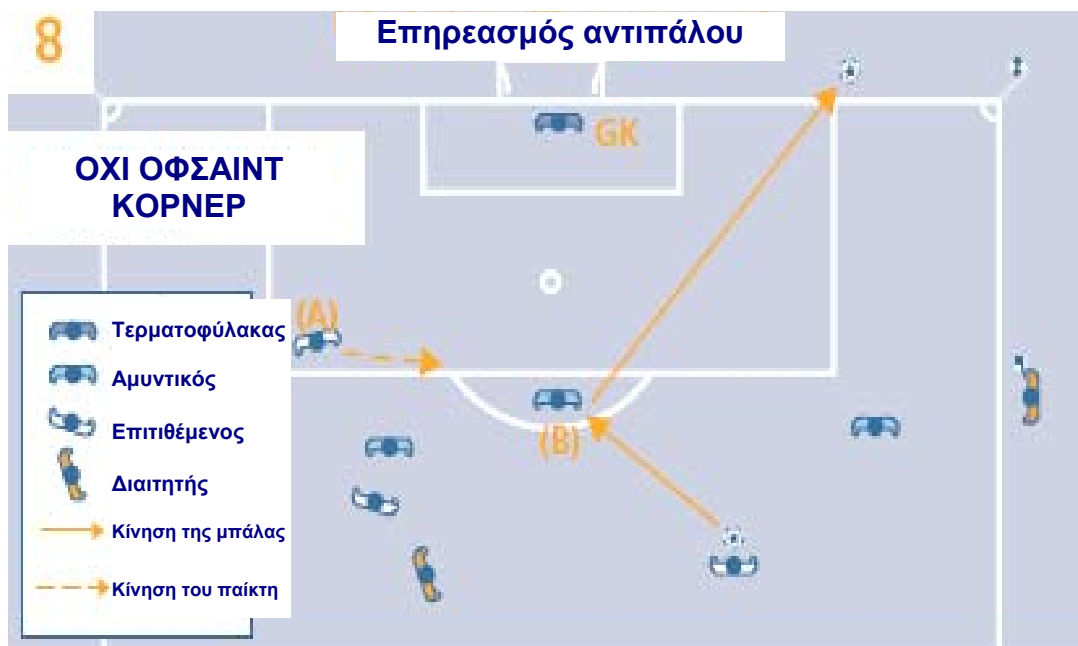 8
Επηρεασμός αντιπάλου
GK
ΟΧΙ ΟΦΣΑΙΝΤ
ΚΟΡΝΕΡ
(A)
(B)
Τερματοφύλακας
Αμυντικός
Επιτιθέμενος
Διαιτητής
Κίνηση της μπάλας
Κίνηση του παίκτη